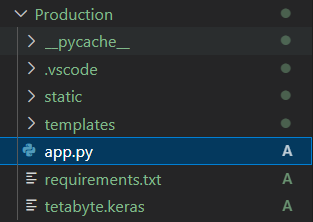 Production
__pycache__
.vscode
static
templates
app.py A
requirements.txt A
tetabyte.keras A